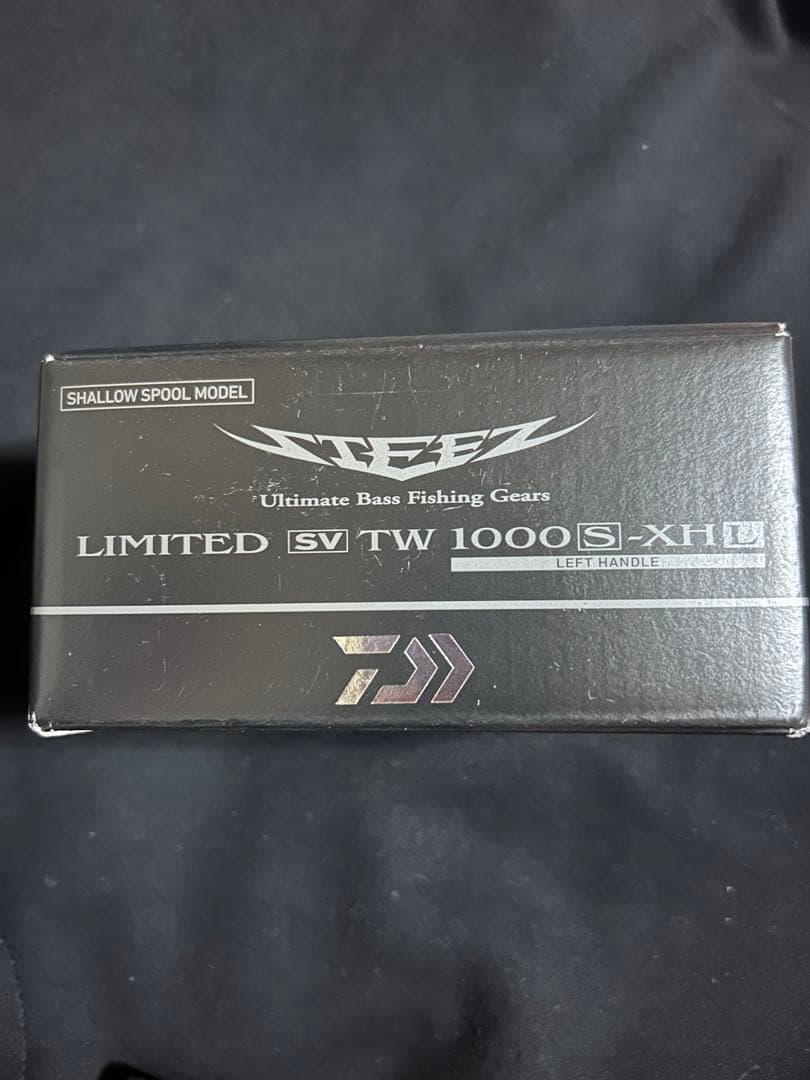 SHALLOW SPOOL MODEL
STEEZ
Ultimate Bass Fishing Gears
LIMITED SV TW 1000S-XHL
LEFT HANDLE